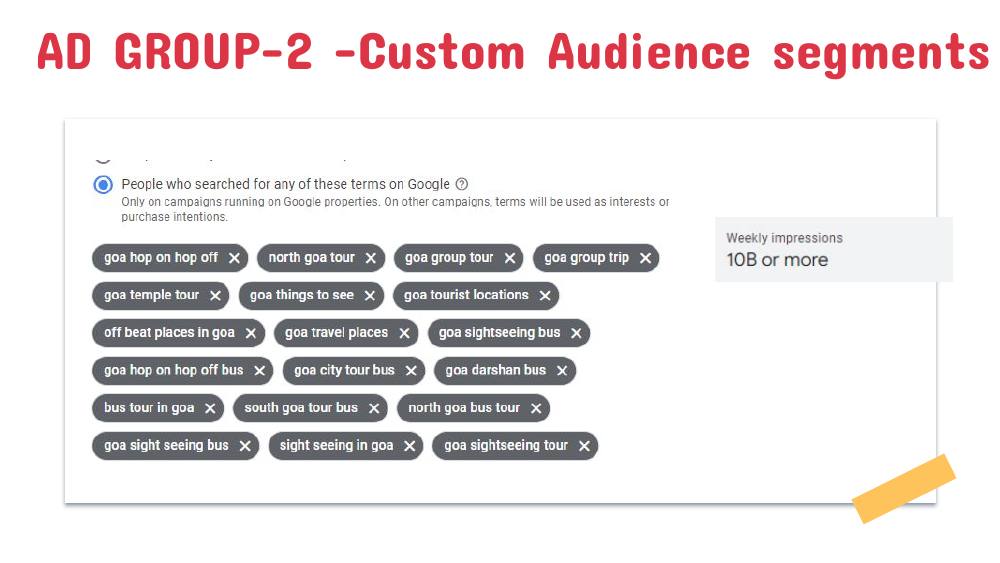 AD GROUP-2 -Custom Audience segments
People who searched for any of these terms on Google
Only on campaigns running on Google properties. On other campaigns, terms will be used as interests or
purchase intentions.
Weekly impressions
10B or more
goa hop on hop off north goa tour goa group tour goa group trip
goa temple tour goa things to see goa tourist locations
off beat places in goa goa travel places goa sightseeing bus
goa hop on hop off bus goa city tour bus goa darshan bus
bus tour in goa south goa tour bus north goa bus tour
goa sight seeing bus sight seeing in goa goa sightseeing tour